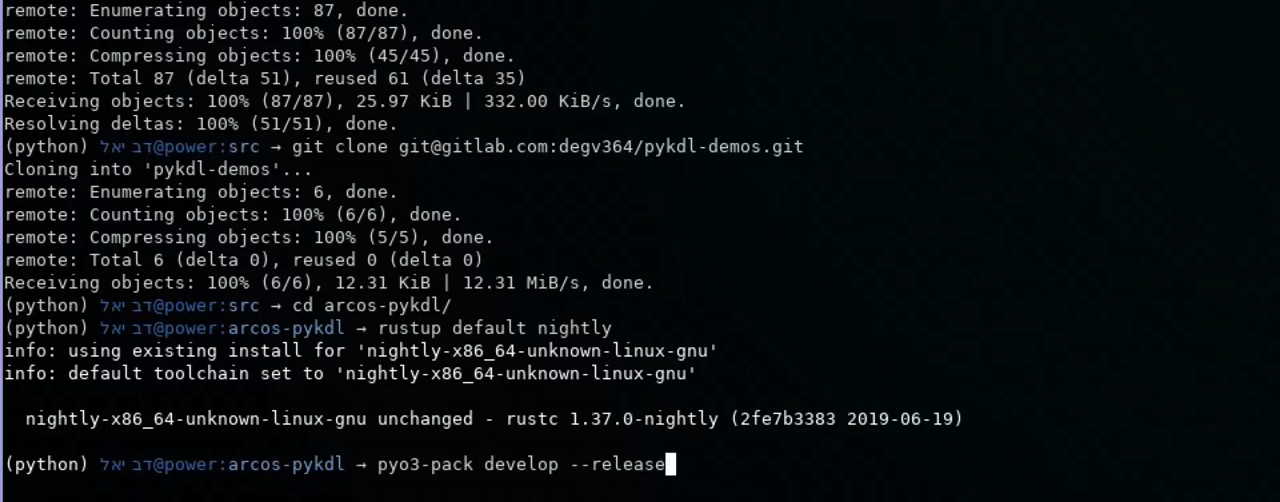 remote: Enumerating objects: 87, done.
remote: Counting objects: 100% (87/87), done.
remote: Compressing objects: 100% (45/45), done.
remote: Total 87 (delta 51), reused 61 (delta 35)
Receiving objects: 100% (87/87), 25.97 KiB | 332.00 KiB/s, done.
Resolving deltas: 100% (51/51), done.
(python) דב יאל@power:src → git clone git@gitlab.com:degv364/pykdl-demos.git
Cloning into 'pykdl-demos'...
remote: Enumerating objects: 6, done.
remote: Counting objects: 100% (6/6), done.
remote: Compressing objects: 100% (5/5), done.
remote: Total 6 (delta 0), reused 0 (delta 0)
Receiving objects: 100% (6/6), 12.31 KiB | 12.31 MiB/s, done.
(python) דב יאל@power:src → cd arcos-pykdl/
(python) דב יאל@power:arcos-pykdl → rustup default nightly
info: using existing install for 'nightly-x86_64-unknown-linux-gnu'
info: default toolchain set to 'nightly-x86_64-unknown-linux-gnu'
nightly-x86_64-unknown-linux-gnu unchanged - rustc 1.37.0-nightly (2fe7b3383 2019-06-19)
(python) דב יאל@power:arcos-pykdl → pyo3-pack develop --release